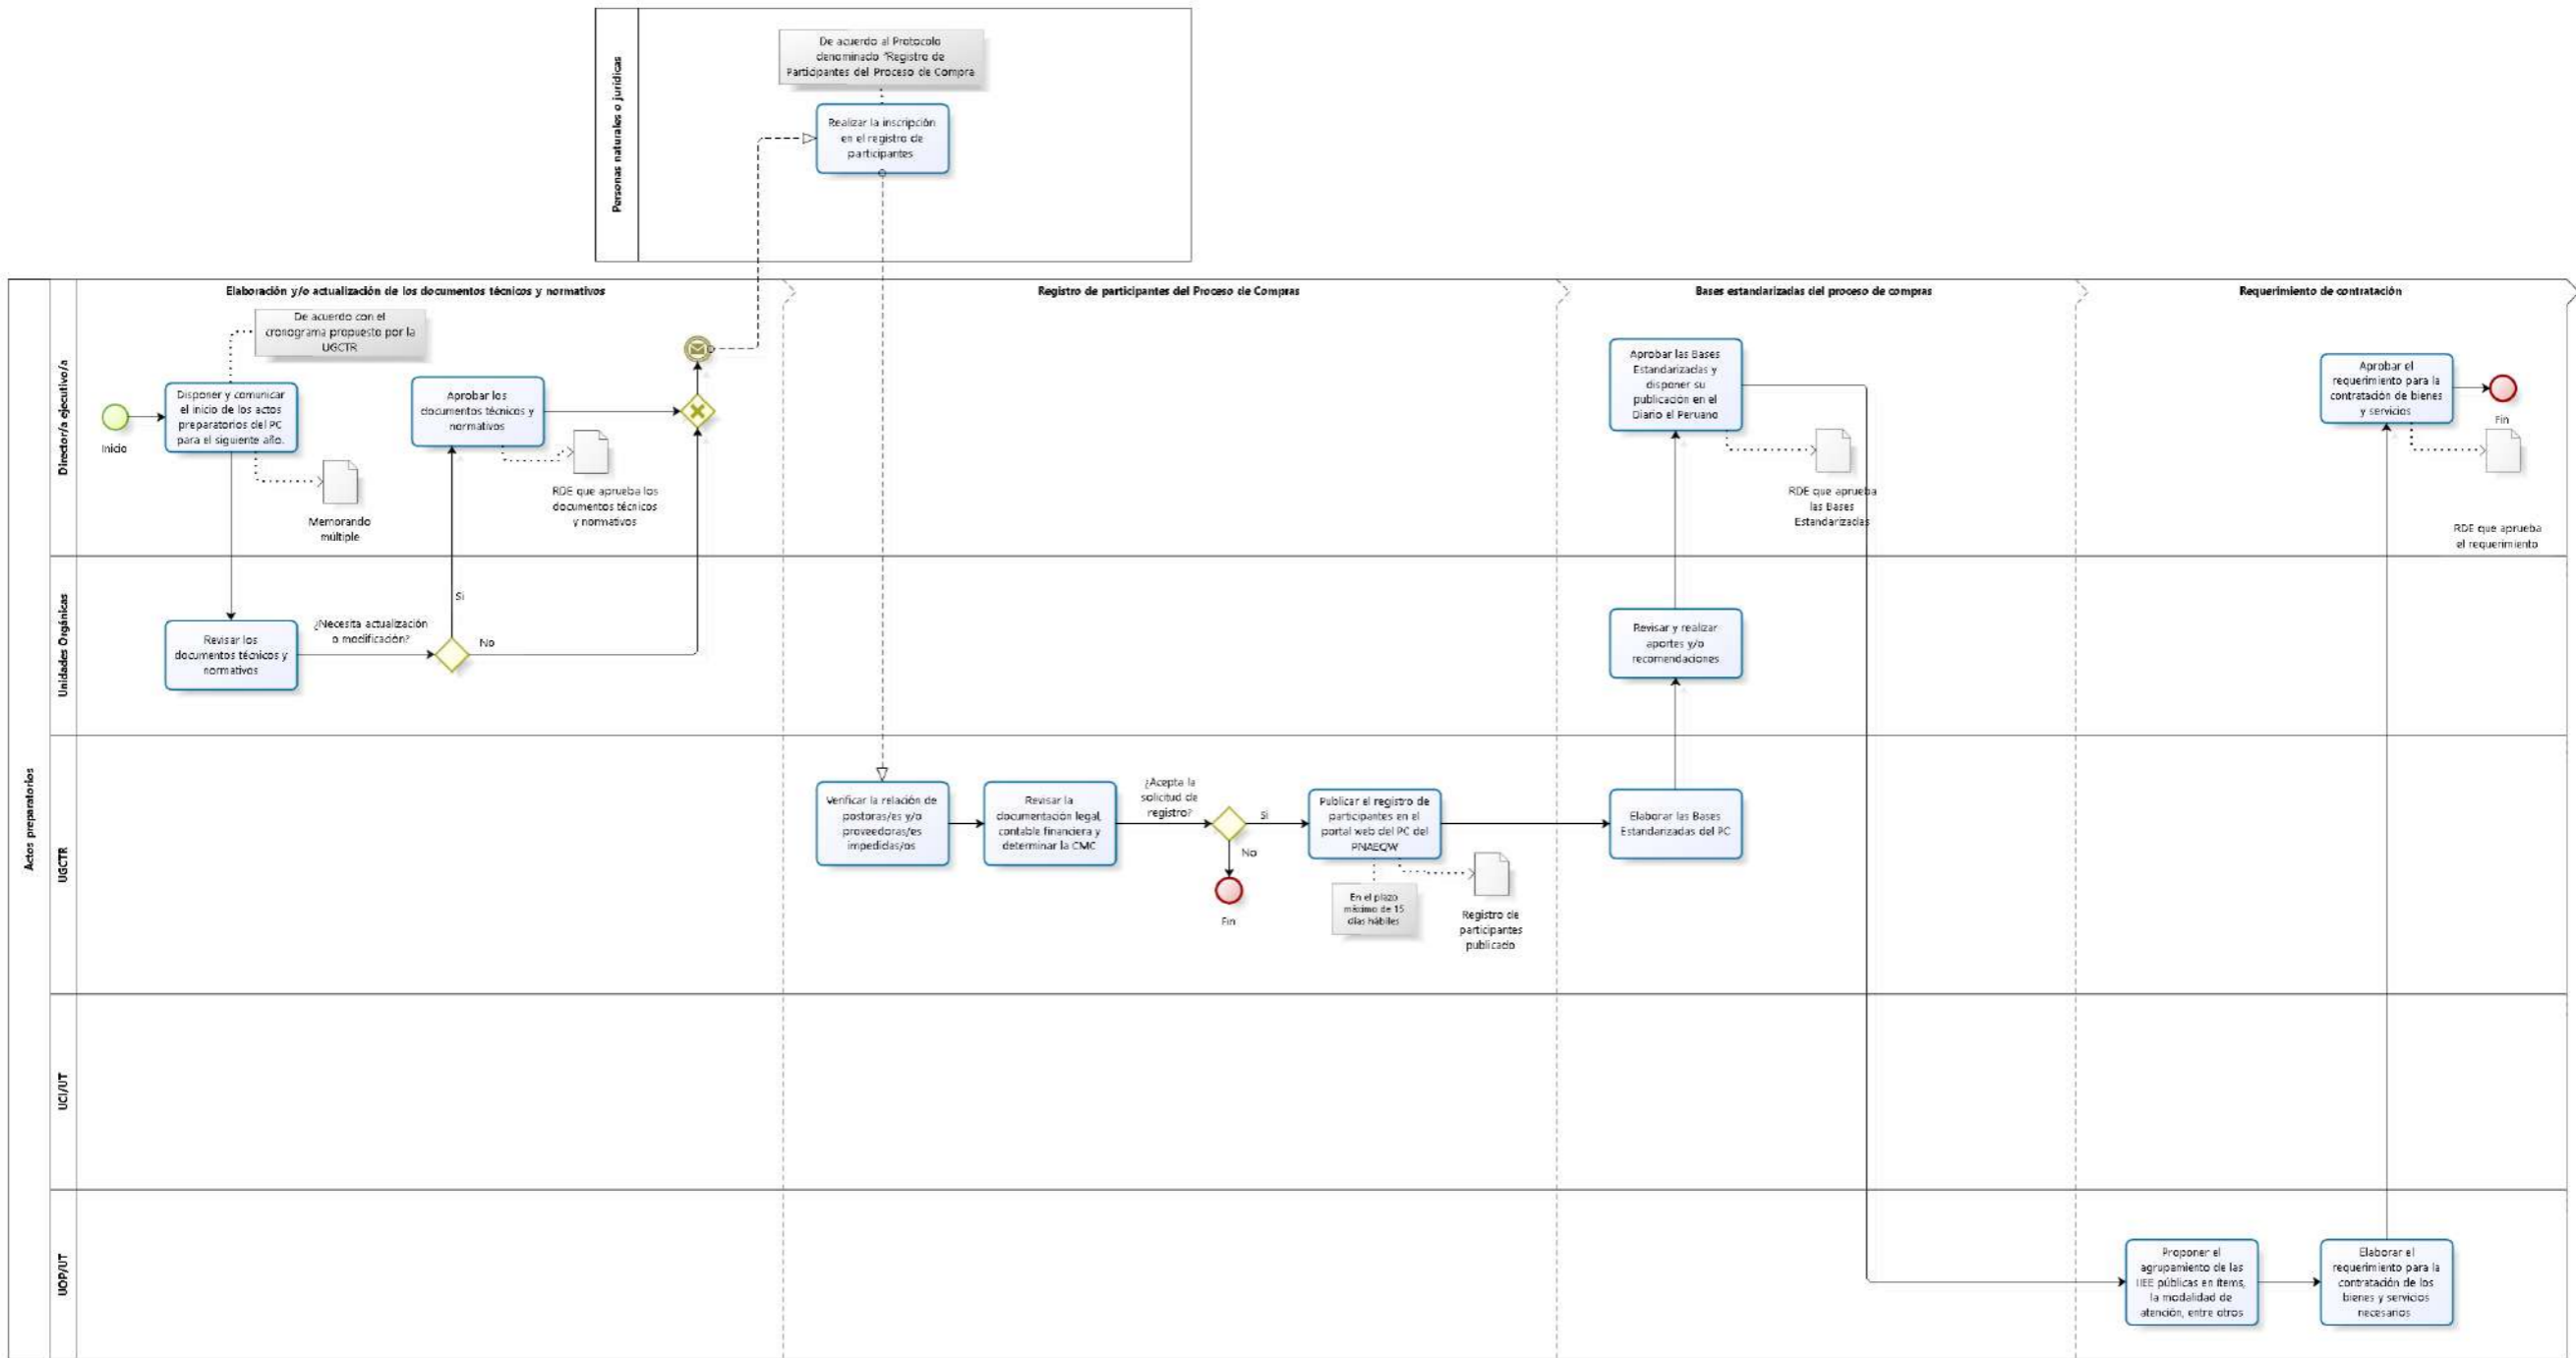 Personas naturales o jurídicas
De acuerdo al Protocolo
denominado "Registro de
Participantes del Proceso de Compra
Realizar la inscripción
en el registro de
participantes
Actos preparatorios
Elaboración y/o actualización de los documentos técnicos y normativos
Registro de participantes del Proceso de Compras
Bases estandarizadas del proceso de compras
Requerimiento de contratación
Director/a ejecutivo/a
De acuerdo con el
cronograma propuesto por la
UGCTR
Inicio
Disponer y comunicar
el inicio de los actos
preparatorios del PC
para el siguiente año.
Memorando
múltiple
Aprobar los
documentos técnicos y
normativos
RDE que aprueba los
documentos técnicos
y normativos
Aprobar las Bases
Estandarizadas y
disponer su
publicación en el
Diario el Peruano
RDE que aprueba
las Bases
Estandarizadas
Aprobar el
requerimiento para la
contratación de bienes
y servicios
Fin
RDE que aprueba
el requerimiento
Unidades Orgánicas
Revisar los
documentos técnicos y
normativos
¿Necesita actualización
o modificación?
Si
No
Revisar y realizar
aportes y/o
recomendaciones
UGCTR
Verificar la relación de
postoras/es y/o
proveedoras/es
impedidas/os
Revisar la
documentación legal,
contable financiera y
determinar la CMC
¿Acepta la
solicitud de
registro?
Si
No
Fin
Publicar el registro de
participantes en el
portal web del PC del
PNAEQW
En el plazo
máximo de 15
días hábiles
Registro de
participantes
publicado
Elaborar las Bases
Estandarizadas del PC
UCI/UT
UOP/UT
Proponer el
agrupamiento de las
IIEE públicas en ítems,
la modalidad de
atención, entre otros
Elaborar el
requerimiento para la
contratación de los
bienes y servicios
necesarios